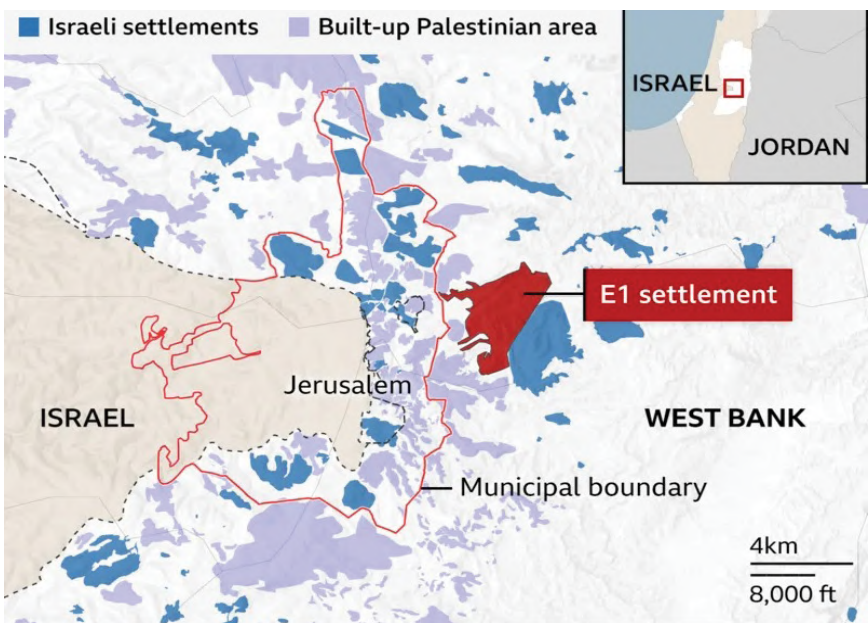 Israeli settlements
Built-up Palestinian area
ISRAEL
JORDAN
E1 settlement
Jerusalem
ISRAEL
WEST BANK
Municipal boundary
4km
8,000 ft